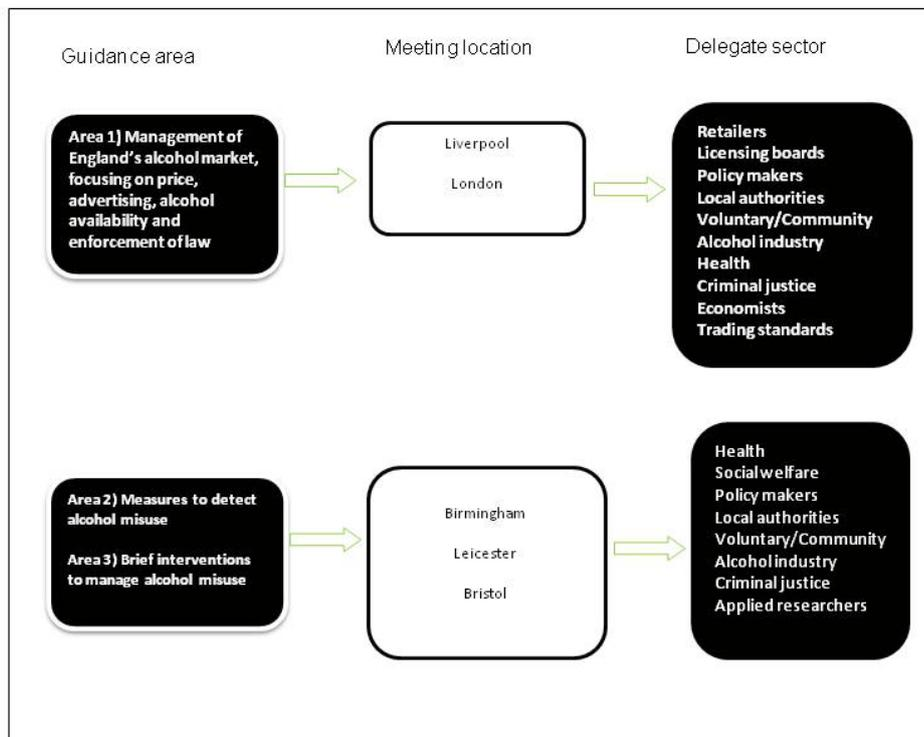 Guidance area
Meeting location
Delegate sector
Area 1) Management of
England's alcohol market,
focusing on price,
advertising, alcohol
availability and
enforcement of law
Liverpool
London
Retailers
Licensing boards
Policy makers
Local authorities
Voluntary/Community
Alcohol industry
Health
Criminal justice
Economists
Trading standards
Area 2) Measures to detect
alcohol misuse
Area 3) Brief interventions
to manage alcohol misuse
Birmingham
Leicester
Bristol
Health
Social welfare
Policy makers
Local authorities
Voluntary/Community
Alcohol industry
Criminal justice
Applied researchers